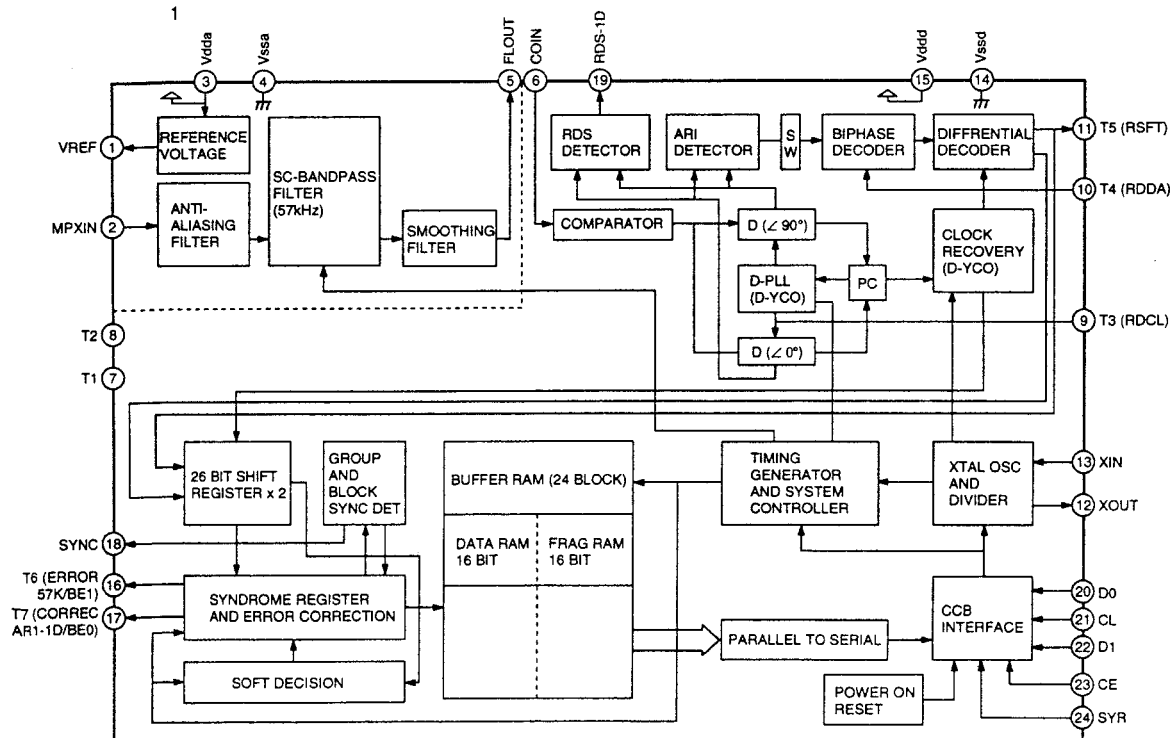 1
Vdda
Vssa
FLOUT
COIN
RDS-1D
Vddd
Vssd
3
4
5
6
19
15
14
VREF
1
REFERENCE
VOLTAGE
MPXIN
2
ANTI-
ALIASING
FILTER
SC-BANDPASS
FILTER
(57kHz)
SMOOTHING
FILTER
RDS
DETECTOR
ARI
DETECTOR
SW
BIPHASE
DECODER
DIFFRENTIAL
DECODER
11
T5 (RSFT)
10
T4 (RDDA)
COMPARATOR
D (∠ 90°)
D-PLL
(D-YCO)
PC
CLOCK
RECOVERY
(D-YCO)
D (∠ 0°)
9
T3 (RDCL)
T2
8
T1
7
26 BIT SHIFT
REGISTER x 2
GROUP
AND
BLOCK
SYNC DET
BUFFER RAM (24 BLOCK)
DATA RAM
16 BIT
FRAG RAM
16 BIT
TIMING
GENERATOR
AND SYSTEM
CONTROLLER
XTAL OSC
AND
DIVIDER
13
XIN
12
XOUT
SYNC
18
T6 (ERROR
57K/BE1)
16
T7 (CORREC
AR1-1D/BE0)
17
SYNDROME REGISTER
AND ERROR CORRECTION
SOFT DECISION
PARALLEL TO SERIAL
CCB
INTERFACE
POWER ON
RESET
20
D0
21
CL
22
D1
23
CE
24
SYR